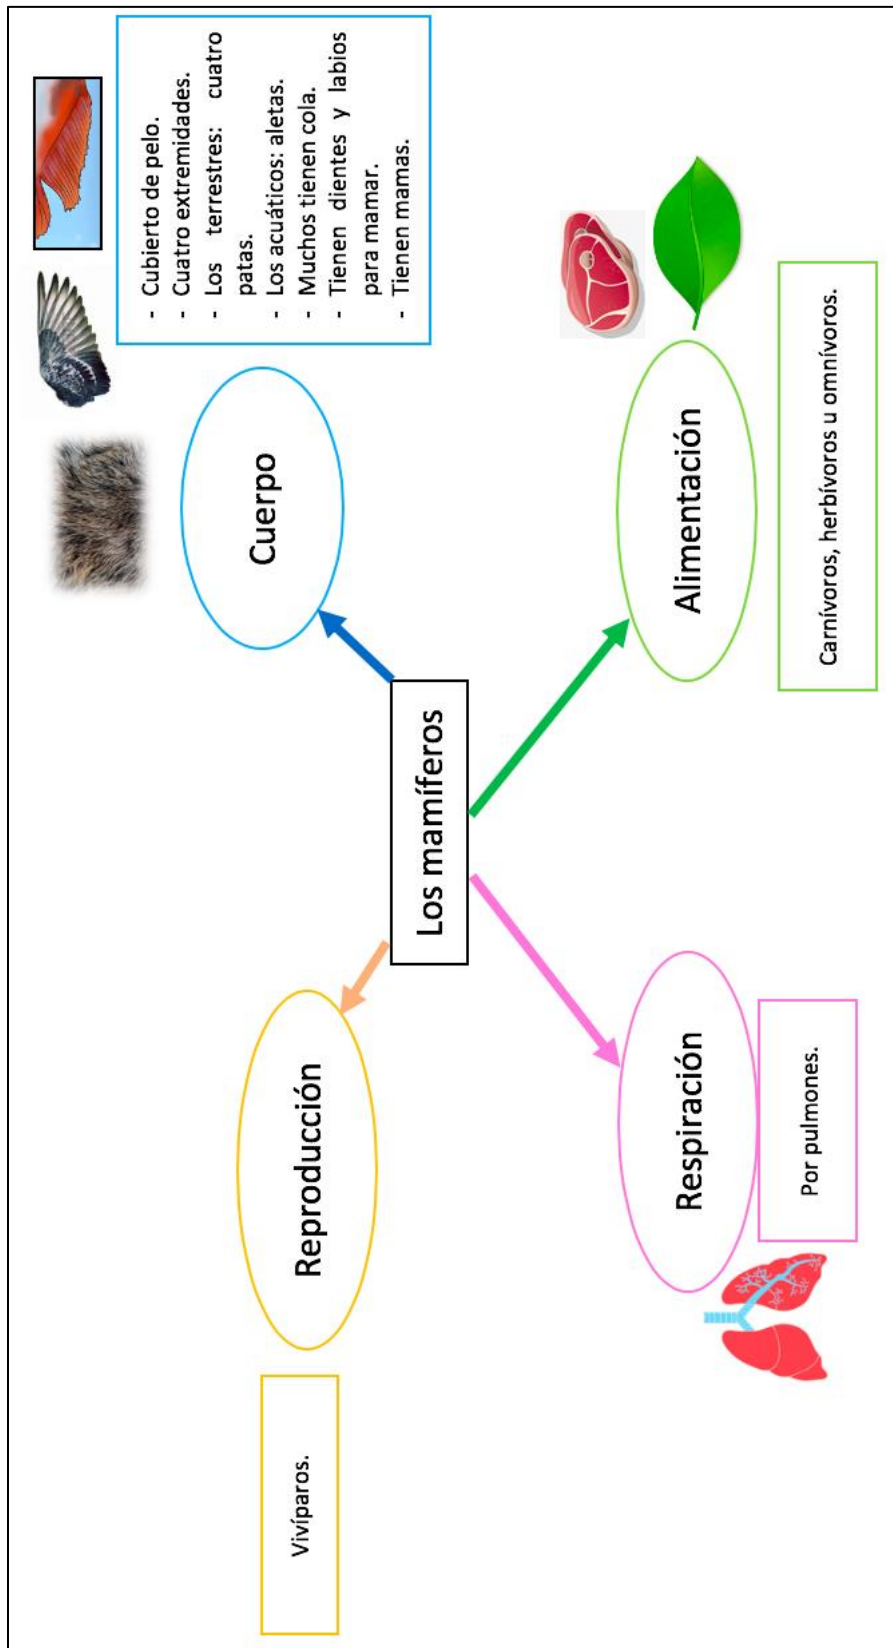 Reproducción
Vivíparos.
Cuerpo
- Cubierto de pelo.
- Cuatro extremidades.
- Los terrestres: cuatro
patas.
- Los acuáticos: aletas.
- Muchos tienen cola.
- Tienen dientes y labios
para mamar.
- Tienen mamas.
Los mamíferos
Respiración
Por pulmones.
Alimentación
Carnívoros, herbívoros u omnívoros.